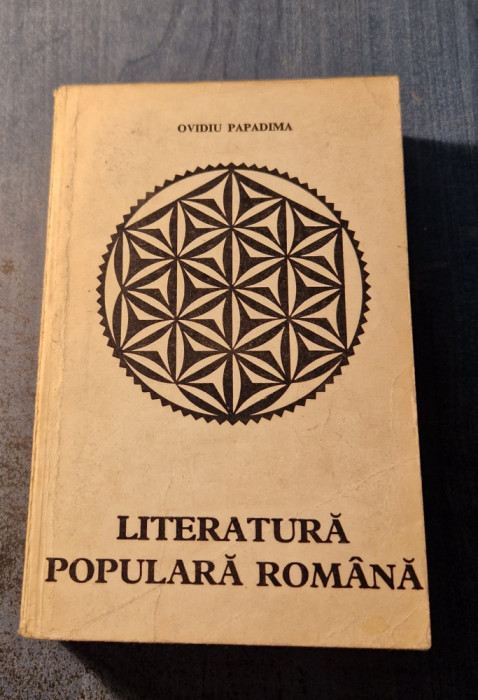 OVIDIU PAPADIMA
LITERATURĂ
POPULARĂ ROMÂNĂ